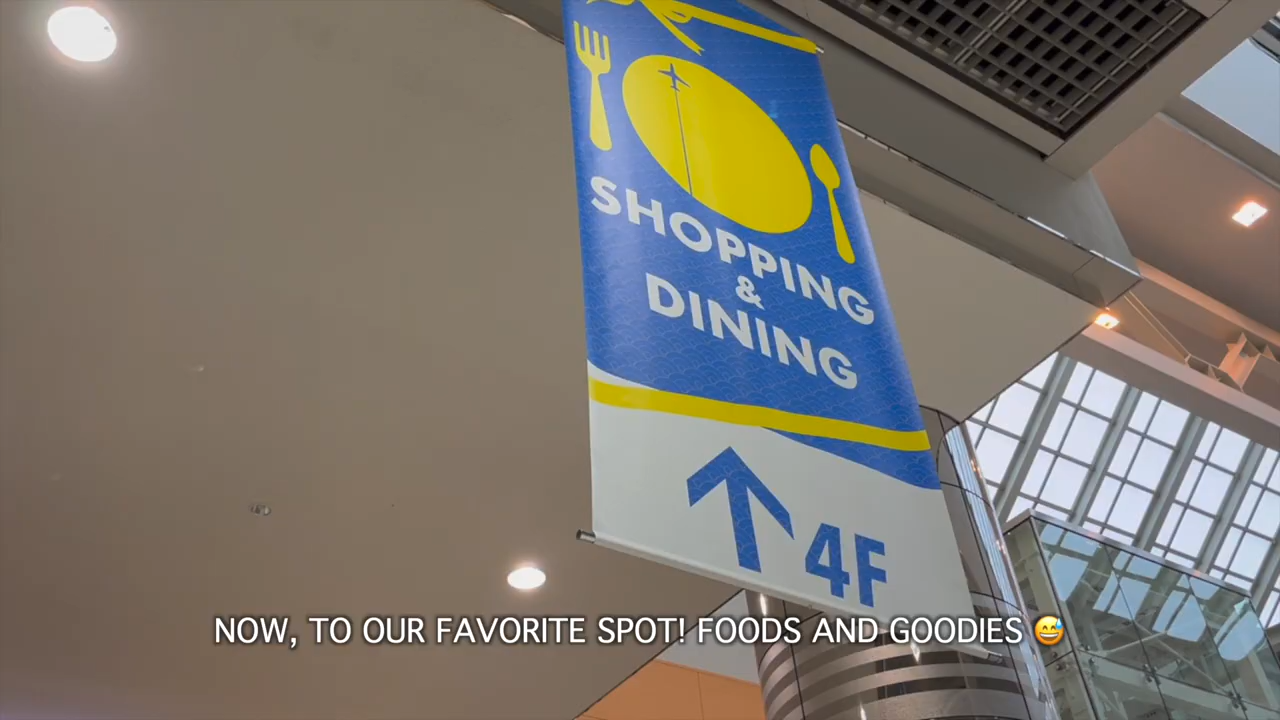 SHOPPING
&
DINING
4F
NOW, TO OUR FAVORITE SPOT! FOODS AND GOODIES 😅